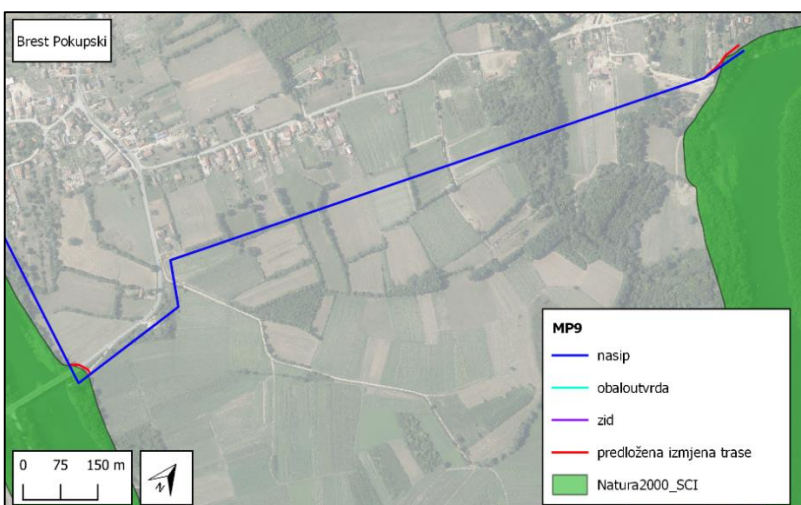 Brest Pokupski
MP9
nasip
obaloutvrda
zid
predložena izmjena trase
Natura2000_SCI
0 75 150 m
N